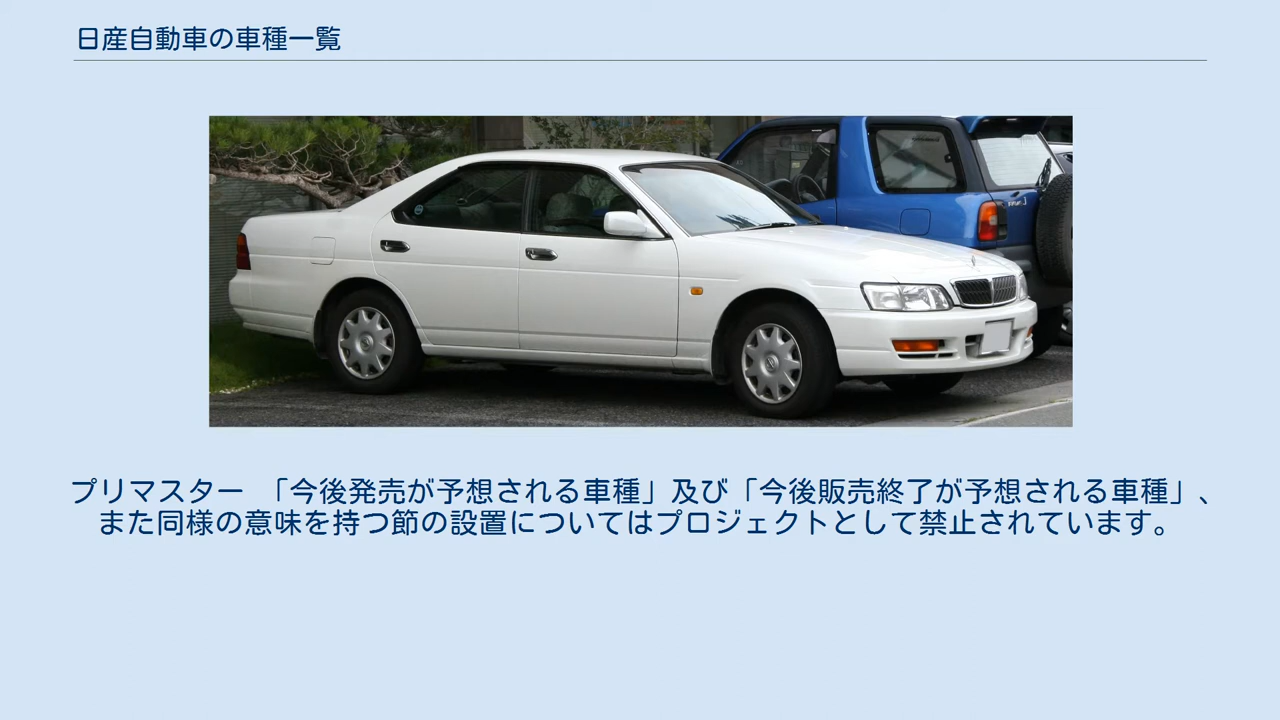 日産自動車の車種一覧
プリマスター　「今後発売が予想される車種」及び「今後販売終了が予想される車種」、
また同様の意味を持つ節の設置についてはプロジェクトとして禁止されています。